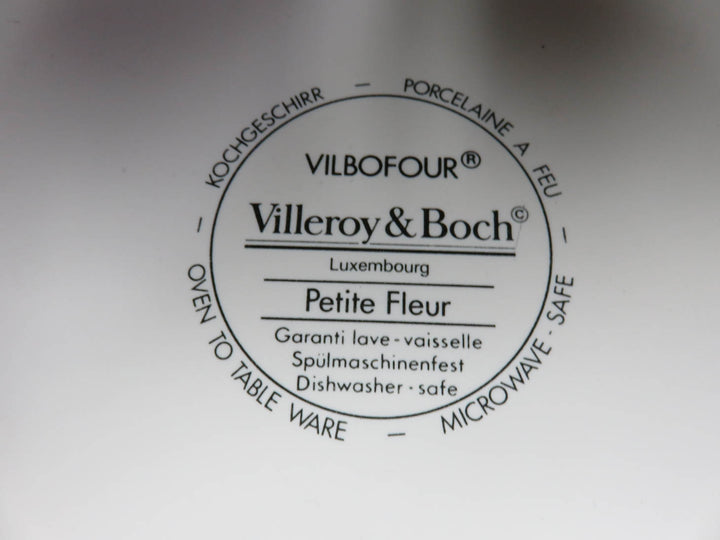 KOCHGESCHIRR — PORCELAINE A FEU —
VILBOFOUR®
Villeroy & Boch©
Luxembourg
Petite Fleur
Garanti lave-vaisselle
Spülmaschinenfest
Dishwasher-safe
— OVEN TO TABLE WARE — MICROWAVE-SAFE